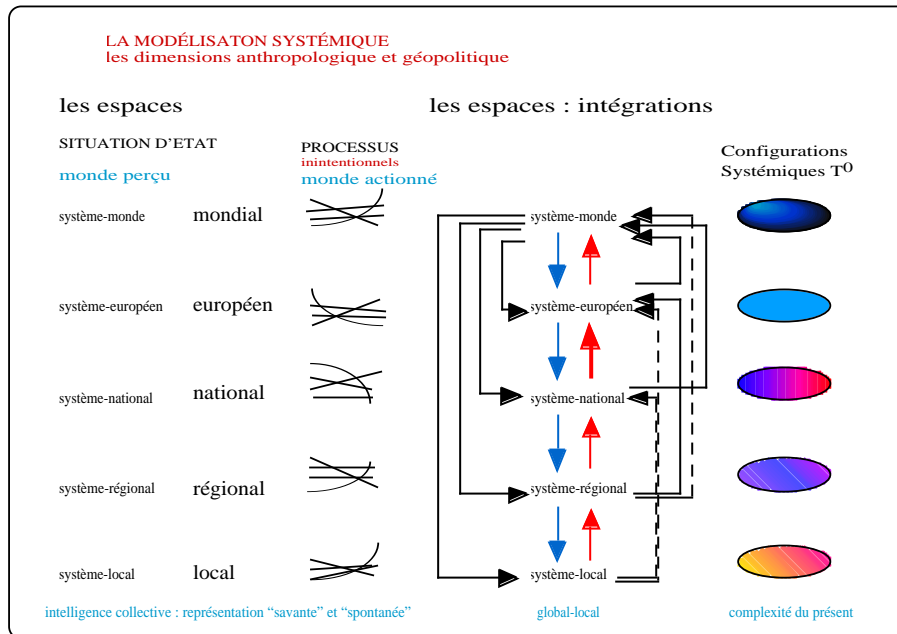 LA MODÉLISATON SYSTÉMIQUE
les dimensions anthropologique et géopolitique
les espaces
les espaces : intégrations
SITUATION D'ETAT
monde perçu
PROCESSUS
inintentionnels
monde actionné
Configurations
Systémiques T0
système-monde mondial système-monde
système-européen européen système-européen
système-national national système-national
système-régional régional système-régional
système-local local système-local
intelligence collective : représentation “savante” et “spontanée” global-local complexité du présent